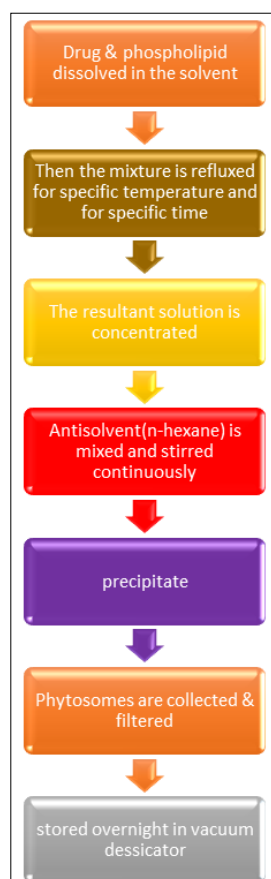 Drug & phospholipid
dissolved in the solvent
Then the mixture is refluxed
for specific temperature and
for specific time
The resultant solution is
concentrated
Antisolvent(n-hexane) is
mixed and stirred
continuously
precipitate
Phytosomes are collected &
filtered
stored overnight in vacuum
dessicator